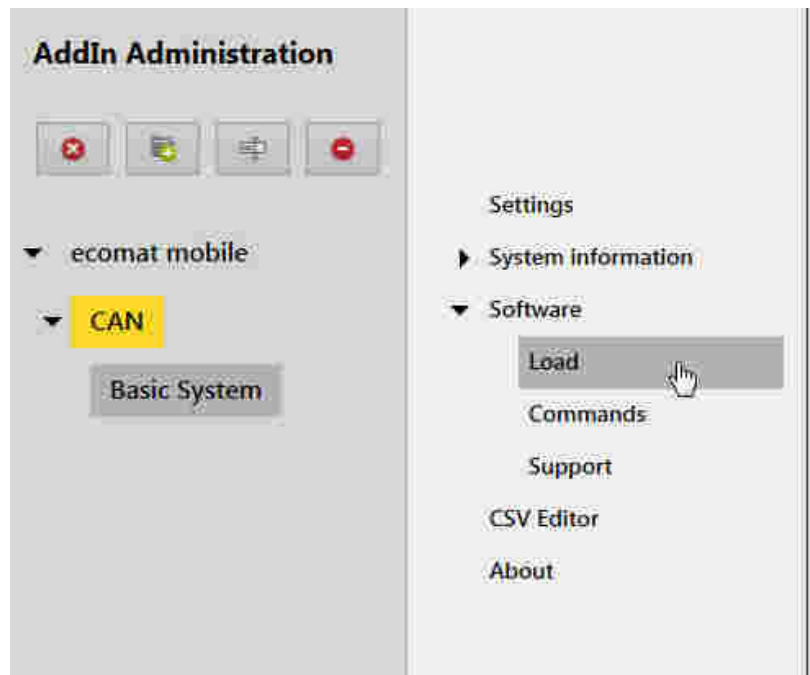 AddIn Administration
ecomat mobile
CAN
Basic System
Settings
System information
Software
Load
Commands
Support
CSV Editor
About